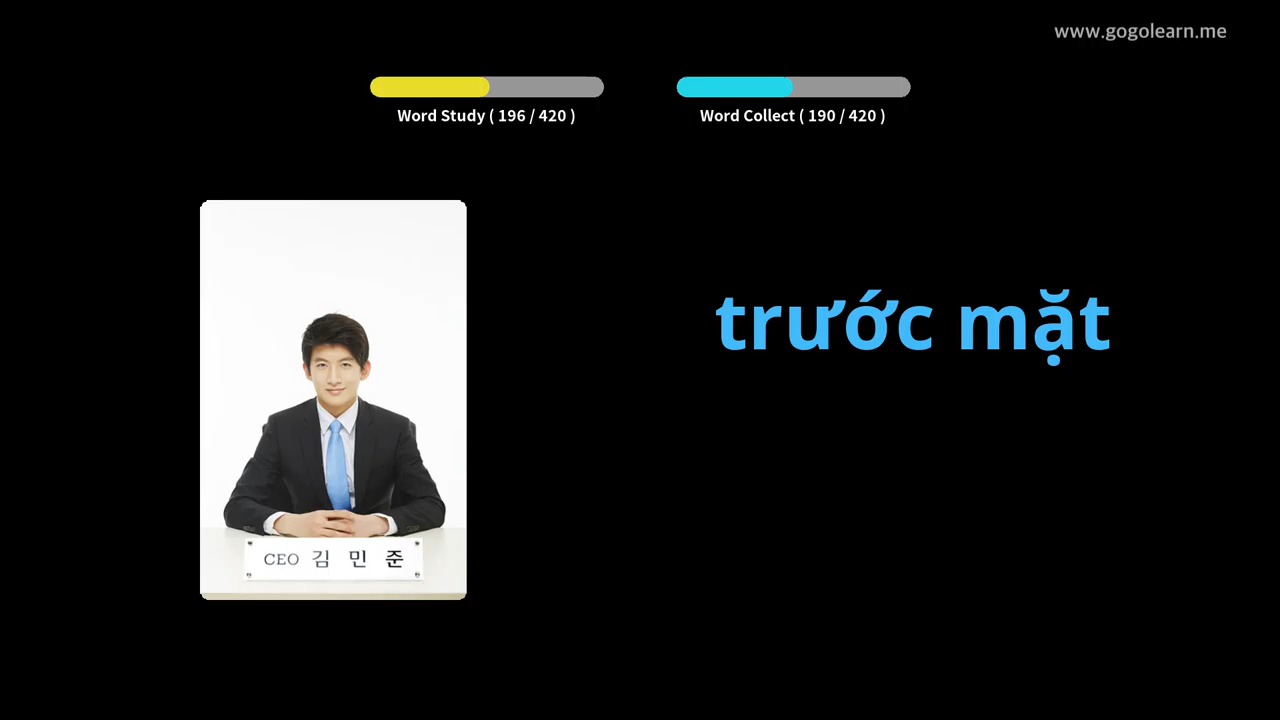 www.gogolearn.me
Word Study ( 196 / 420 )
Word Collect ( 190 / 420 )
trước mặt
CEO 김 민 준